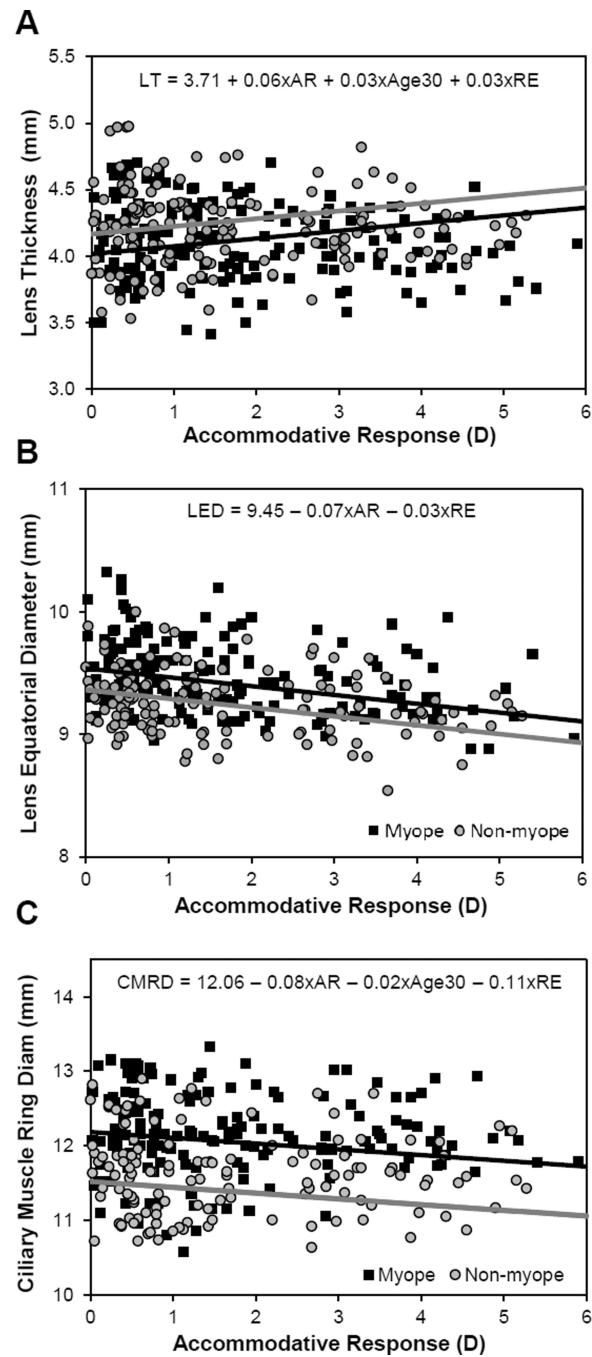 A
LT = 3.71 + 0.06xAR + 0.03xAge30 + 0.03xRE
Lens Thickness (mm)
5.5
5.0
4.5
4.0
3.5
3.0
0 1 2 3 4 5 6
Accommodative Response (D)
B
LED = 9.45 – 0.07xAR – 0.03xRE
Lens Equatorial Diameter (mm)
11
10
9
8
Myope Non-myope
0 1 2 3 4 5 6
Accommodative Response (D)
C
CMRD = 12.06 – 0.08xAR – 0.02xAge30 – 0.11xRE
Ciliary Muscle Ring Diam (mm)
14
13
12
11
10
Myope Non-myope
0 1 2 3 4 5 6
Accommodative Response (D)